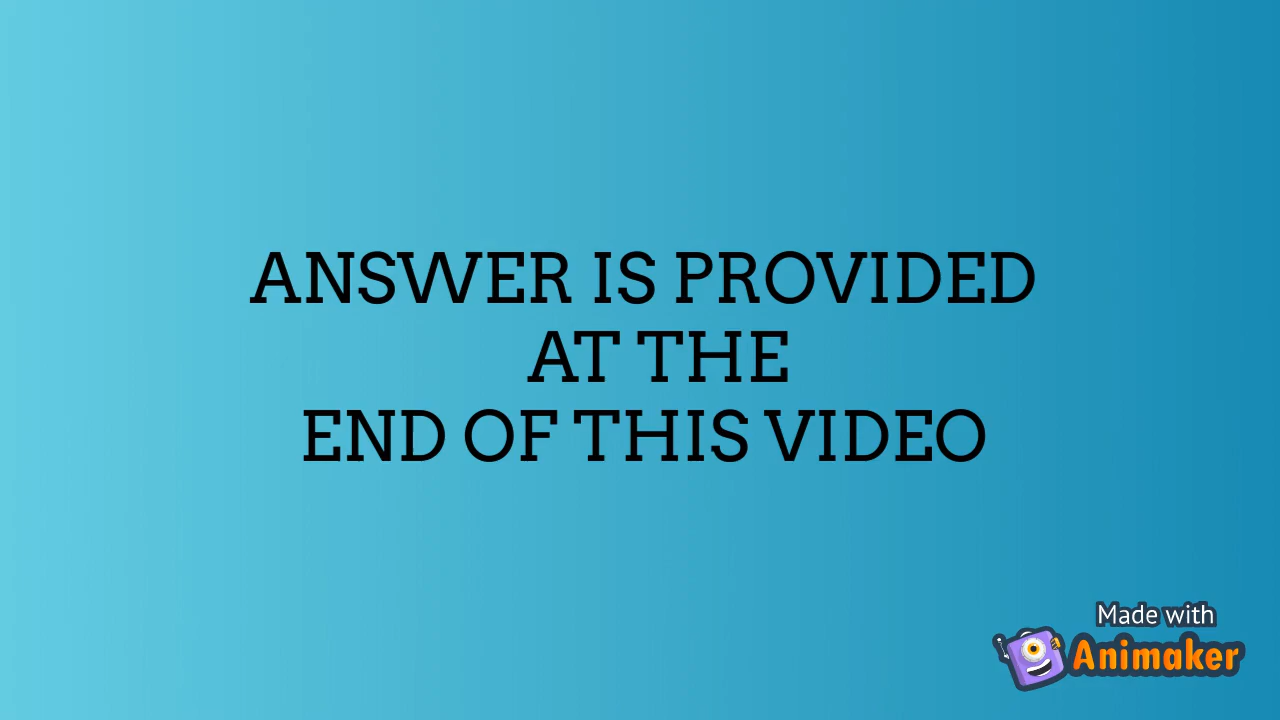 ANSWER IS PROVIDED
AT THE
END OF THIS VIDEO
Made with
Animaker